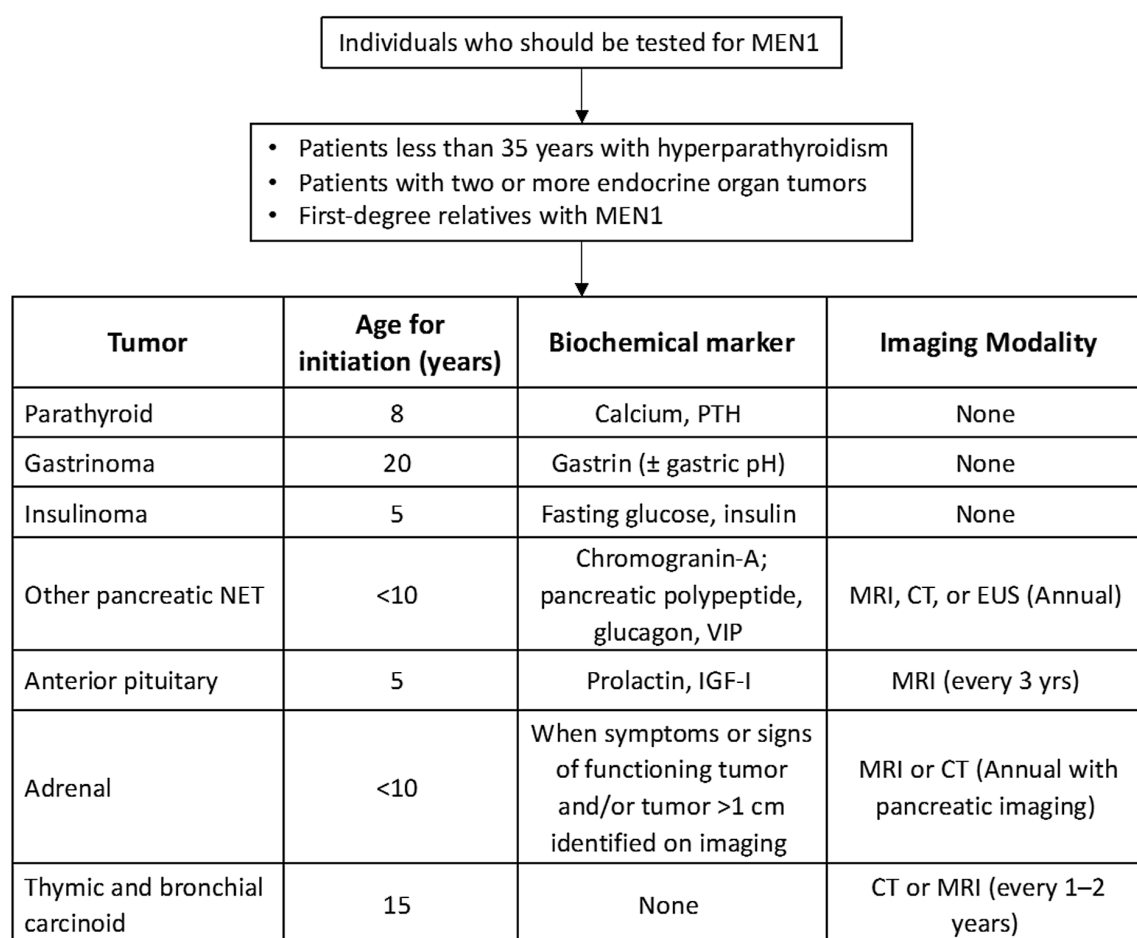 Individuals who should be tested for MEN1
• Patients less than 35 years with hyperparathyroidism
• Patients with two or more endocrine organ tumors
• First-degree relatives with MEN1
Tumor
Age for
initiation (years)
Biochemical marker
Imaging Modality
Parathyroid
8
Calcium, PTH
None
Gastrinoma
20
Gastrin (± gastric pH)
None
Insulinoma
5
Fasting glucose, insulin
None
Other pancreatic NET
<10
Chromogranin-A;
pancreatic polypeptide,
glucagon, VIP
MRI, CT, or EUS (Annual)
Anterior pituitary
5
Prolactin, IGF-I
MRI (every 3 yrs)
Adrenal
<10
When symptoms or signs
of functioning tumor
and/or tumor >1 cm
identified on imaging
MRI or CT (Annual with
pancreatic imaging)
Thymic and bronchial
carcinoid
15
None
CT or MRI (every 1–2
years)